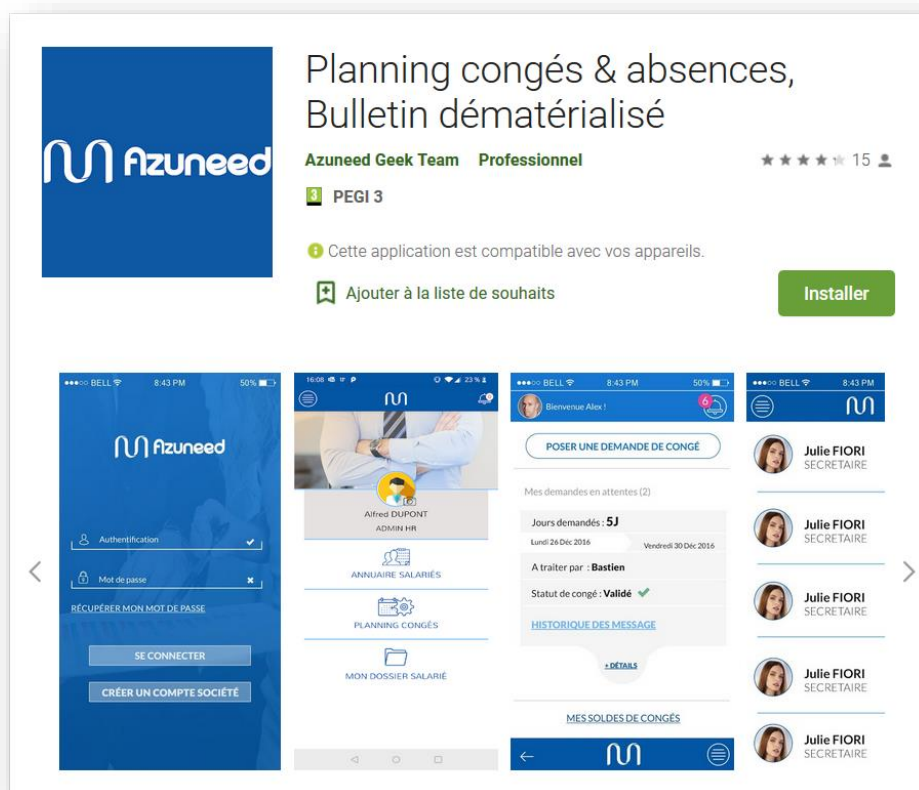 Azuneed
Planning congés & absences,
Bulletin dématérialisé
Azuneed Geek Team Professionnel
15
3 PEGI 3
Cette application est compatible avec vos appareils.
Ajouter à la liste de souhaits
Installer
BELL 8:43 PM 50%
Azuneed
Authentification
Mot de passe
RÉCUPÉRER MON MOT DE PASSE
SE CONNECTER
CRÉER UN COMPTE SOCIÉTÉ
16:08 23 %
Alfred DUPONT
ADMIN HR
ANNUAIRE SALARIÉS
PLANNING CONGÉS
MON DOSSIER SALARIÉ
BELL 8:43 PM 50%
Bienvenue Alex !
6
POSER UNE DEMANDE DE CONGÉ
Mes demandes en attentes (2)
Jours demandés : 5J
Lundi 26 Déc 2016 Vendredi 30 Déc 2016
A traiter par : Bastien
Statut de congé : Validé
HISTORIQUE DES MESSAGE
+ DÉTAILS
MES SOLDES DE CONGÉS
BELL 8:43 PM
Julie FIORI
SECRETAIRE
Julie FIORI
SECRETAIRE
Julie FIORI
SECRETAIRE
Julie FIORI
SECRETAIRE
Julie FIORI
SECRETAIRE